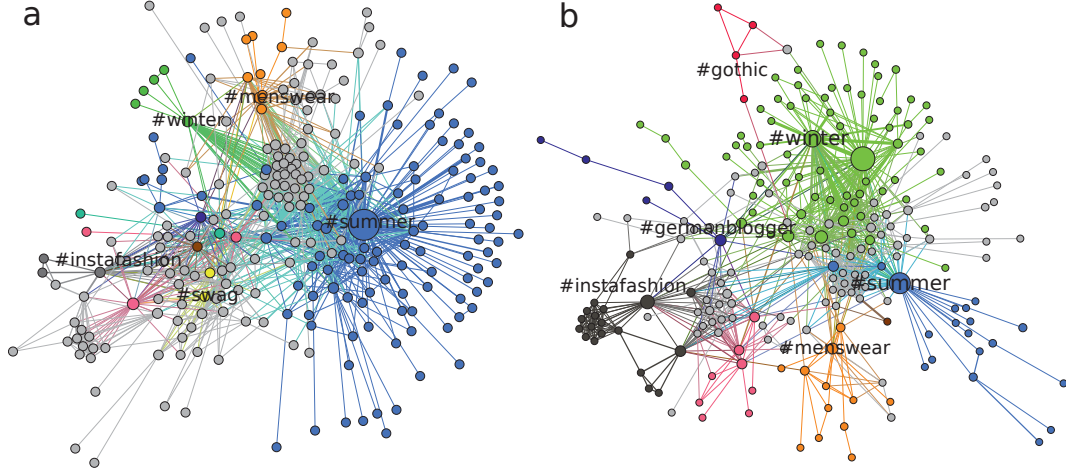 a
#menswear
#winter
#summer
#instafashion
#swag
b
#gothic
#winter
#germanblogger
#instafashion
#summer
#menswear